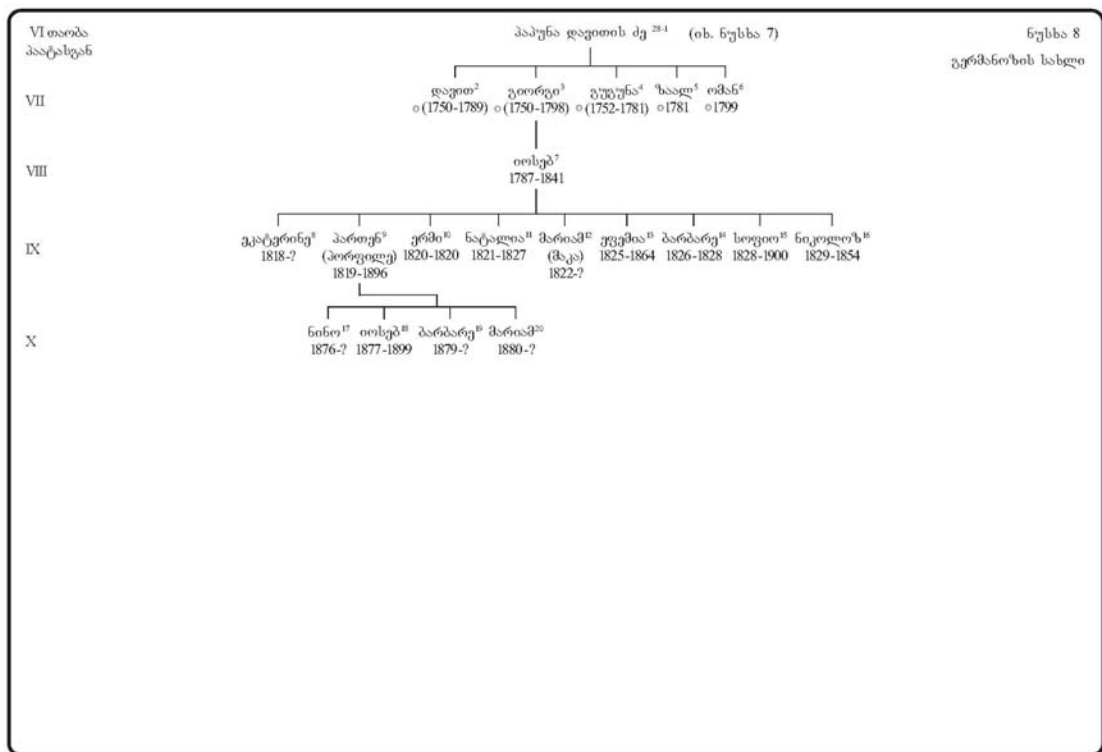 VI თაობა
პაატასგან
პაპუნა დავითის ძე 28-1 (იხ. ნუსხა 7)
ნუსხა 8
გერმანოზის სახლი
VII
დავით2 გიორგი3 გუგუნა4 ზაალ5 ომან6
○(1750-1789) ○(1750-1798) ○(1752-1781) ○1781 ○1799
VIII
იოსებ7
1787-1841
IX
ეკატერინე8 პართენ9 ერმი10 ნატალია11 მარიამ12 ეფემია13 ბარბარე14 სოფიო15 ნიკოლოზ16
1818-? (პორფილე) 1820-1820 1821-1827 (მაკა) 1825-1864 1826-1828 1828-1900 1829-1854
1819-1896 1822-?
X
ნინო17 იოსებ18 ბარბარე19 მარიამ20
1876-? 1877-1899 1879-? 1880-?